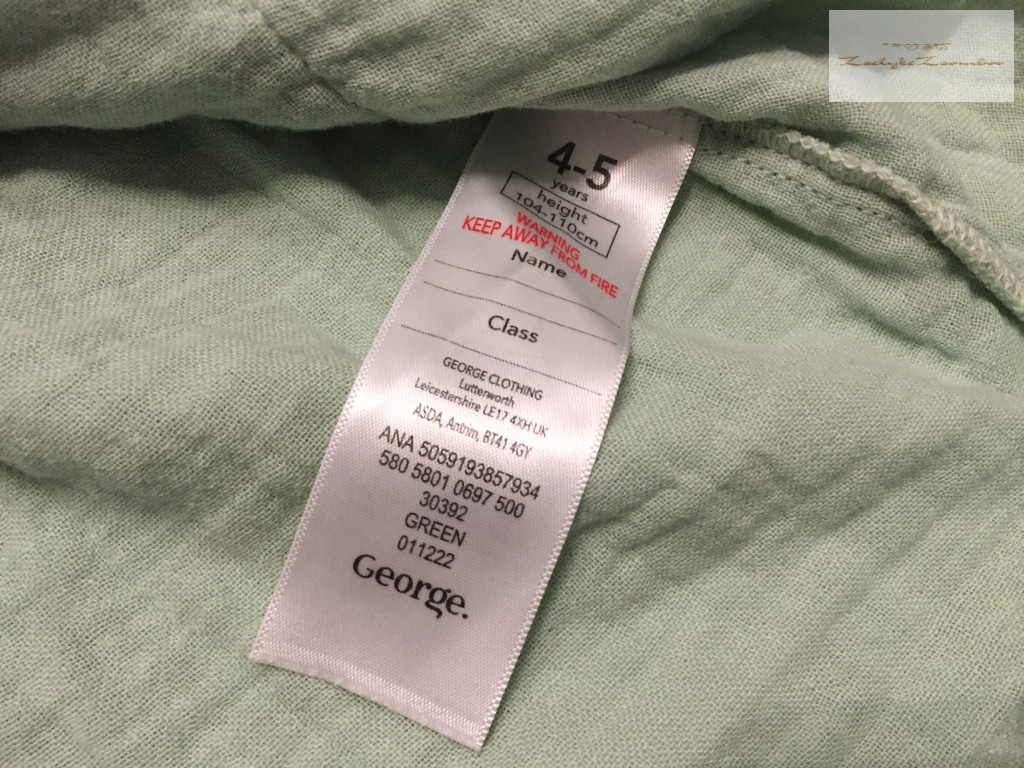 4-5
years
height
104-110cm
WARNING
KEEP AWAY FROM FIRE
Name
Class
GEORGE CLOTHING
Lutterworth
Leicestershire LE17 4XH UK
ASDA, Antrim, BT41 4GY
ANA 5059193857934
580 5801 0697 500
30392
GREEN
011222
George.